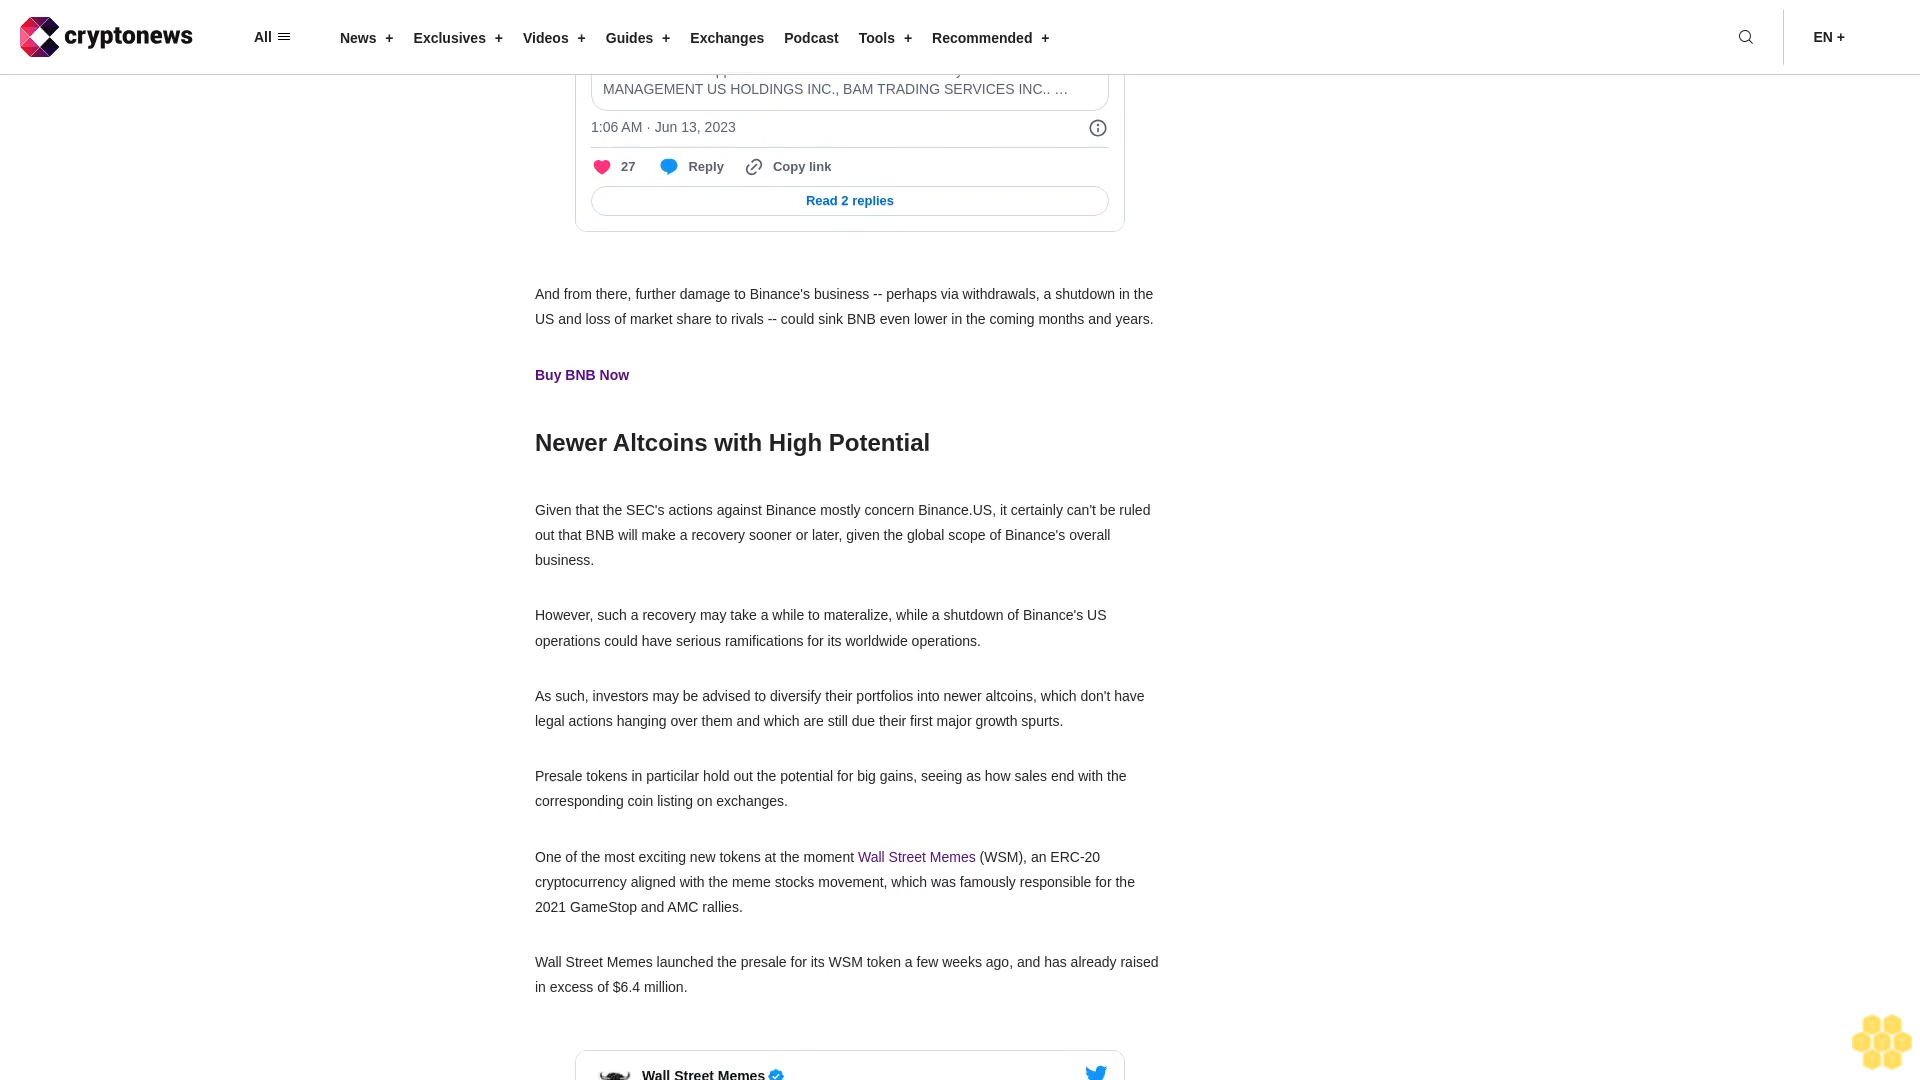 cryptonews
All
News + Exclusives + Videos + Guides + Exchanges Podcast Tools + Recommended +
EN +
MANAGEMENT US HOLDINGS INC., BAM TRADING SERVICES INC.. …
1:06 AM · Jun 13, 2023
27 Reply Copy link
Read 2 replies
And from there, further damage to Binance's business -- perhaps via withdrawals, a shutdown in the
US and loss of market share to rivals -- could sink BNB even lower in the coming months and years.
Buy BNB Now
Newer Altcoins with High Potential
Given that the SEC's actions against Binance mostly concern Binance.US, it certainly can't be ruled
out that BNB will make a recovery sooner or later, given the global scope of Binance's overall
business.
However, such a recovery may take a while to materalize, while a shutdown of Binance's US
operations could have serious ramifications for its worldwide operations.
As such, investors may be advised to diversify their portfolios into newer altcoins, which don't have
legal actions hanging over them and which are still due their first major growth spurts.
Presale tokens in particilar hold out the potential for big gains, seeing as how sales end with the
corresponding coin listing on exchanges.
One of the most exciting new tokens at the moment Wall Street Memes (WSM), an ERC-20
cryptocurrency aligned with the meme stocks movement, which was famously responsible for the
2021 GameStop and AMC rallies.
Wall Street Memes launched the presale for its WSM token a few weeks ago, and has already raised
in excess of $6.4 million.
Wall Street Memes